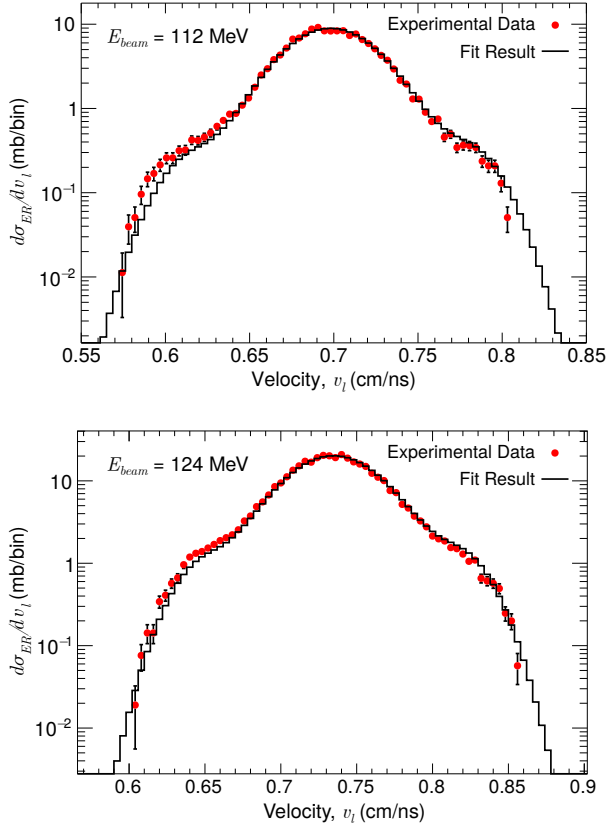 E_beam = 112 MeV
Experimental Data
Fit Result
dσ_ER/dv_l (mb/bin)
10
1
10⁻¹
10⁻²
0.55 0.6 0.65 0.7 0.75 0.8 0.85
Velocity, v_l (cm/ns)
E_beam = 124 MeV
Experimental Data
Fit Result
dσ_ER/dv_l (mb/bin)
10
1
10⁻¹
10⁻²
0.6 0.65 0.7 0.75 0.8 0.85 0.9
Velocity, v_l (cm/ns)